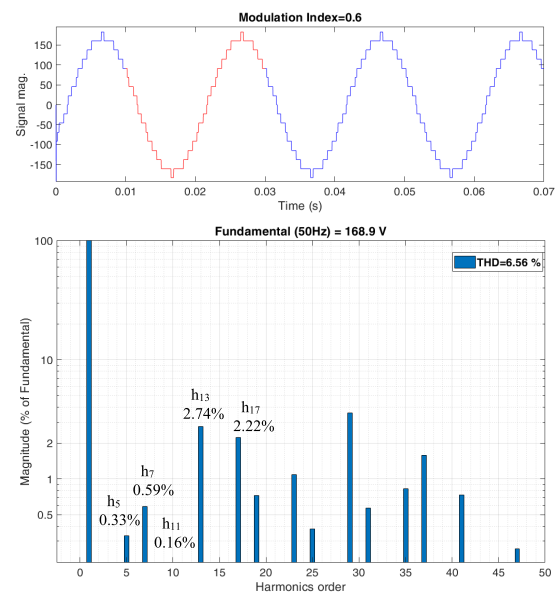 Modulation Index=0.6
Signal mag.
150
100
50
0
-50
-100
-150
0 0.01 0.02 0.03 0.04 0.05 0.06 0.07
Time (s)
Fundamental (50Hz) = 168.9 V
Magnitude (% of Fundamental)
100
10
2
1
0.5
THD=6.56 %
h13
2.74%
h17
2.22%
h7
0.59%
h5
0.33%
h11
0.16%
0 5 10 15 20 25 30 35 40 45 50
Harmonics order